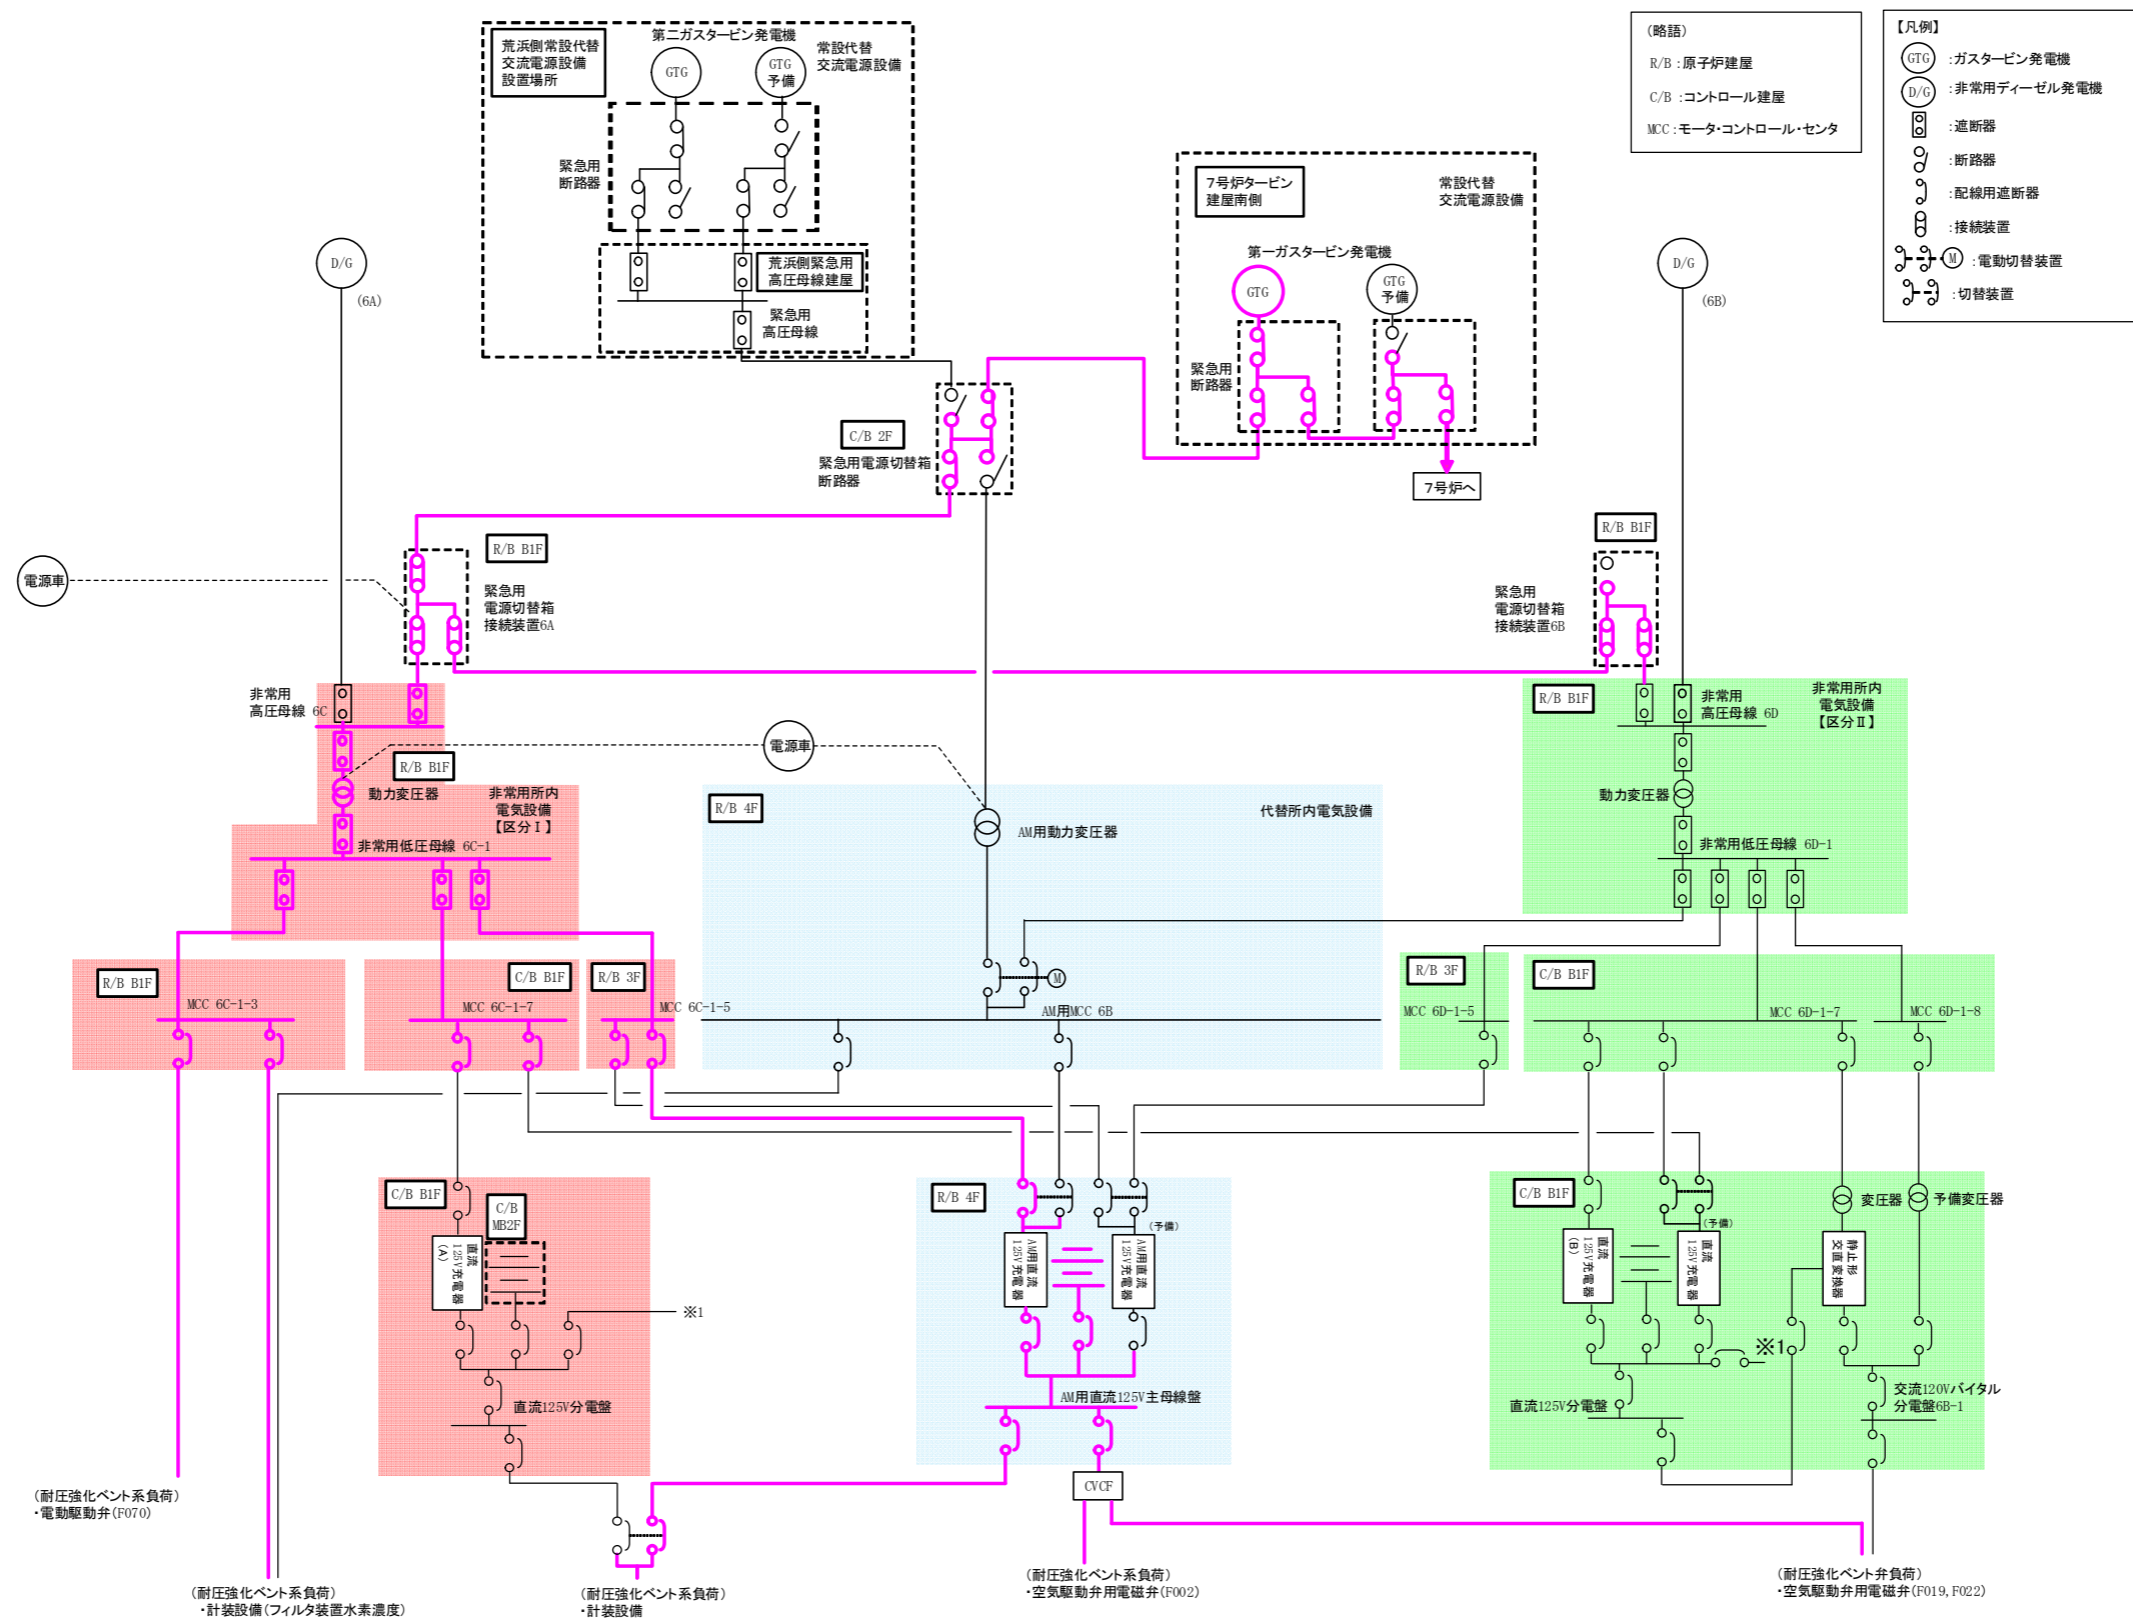 荒浜側常設代替
交流電源設備
設置場所
第二ガスタービン発電機
常設代替
交流電源設備
GTG
GTG
予備
緊急用
断路器
荒浜側緊急用
高圧母線建屋
緊急用
高圧母線
(略語)
R/B :原子炉建屋
C/B :コントロール建屋
MCC :モータ・コントロール・センタ
【凡例】
GTG :ガスタービン発電機
D/G :非常用ディーゼル発電機
:遮断器
:断路器
:配線用遮断器
:接続装置
M :電動切替装置
:切替装置
7号炉タービン
建屋南側
常設代替
交流電源設備
第一ガスタービン発電機
GTG
GTG
予備
緊急用
断路器
7号炉へ
D/G
(6A)
D/G
(6B)
C/B 2F
緊急用電源切替箱
断路器
電源車
R/B B1F
緊急用
電源切替箱
接続装置6A
R/B B1F
緊急用
電源切替箱
接続装置6B
非常用
高圧母線 6C
R/B B1F
動力変圧器
非常用所内
電気設備
【区分Ⅰ】
非常用低圧母線 6C-1
電源車
R/B 4F
代替所内電気設備
AM用動力変圧器
M
AM用MCC 6B
R/B B1F
非常用
高圧母線 6D
非常用所内
電気設備
【区分Ⅱ】
動力変圧器
非常用低圧母線 6D-1
R/B B1F
MCC 6C-1-3
C/B B1F
MCC 6C-1-7
R/B 3F
MCC 6C-1-5
R/B 3F
MCC 6D-1-5
C/B B1F
MCC 6D-1-7
MCC 6D-1-8
C/B B1F
C/B
MB2F
直流
125V充電器
(A)
※1
直流125V分電盤
R/B 4F
(予備)
AM用直流
125V充電器
AM用直流
125V充電器
AM用直流125V主母線盤
CVCF
C/B B1F
変圧器
予備変圧器
(予備)
直流
125V充電器
(B)
直流
125V充電器
静止形
交直変換器
※1
直流125V分電盤
交流120Vバイタル
分電盤6B-1
(耐圧強化ベント系負荷)
・電動駆動弁(F070)
(耐圧強化ベント系負荷)
・計装設備(フィルタ装置水素濃度)
(耐圧強化ベント系負荷)
・計装設備
(耐圧強化ベント系負荷)
・空気駆動弁用電磁弁(F002)
(耐圧強化ベント弁負荷)
・空気駆動弁用電磁弁(F019,F022)